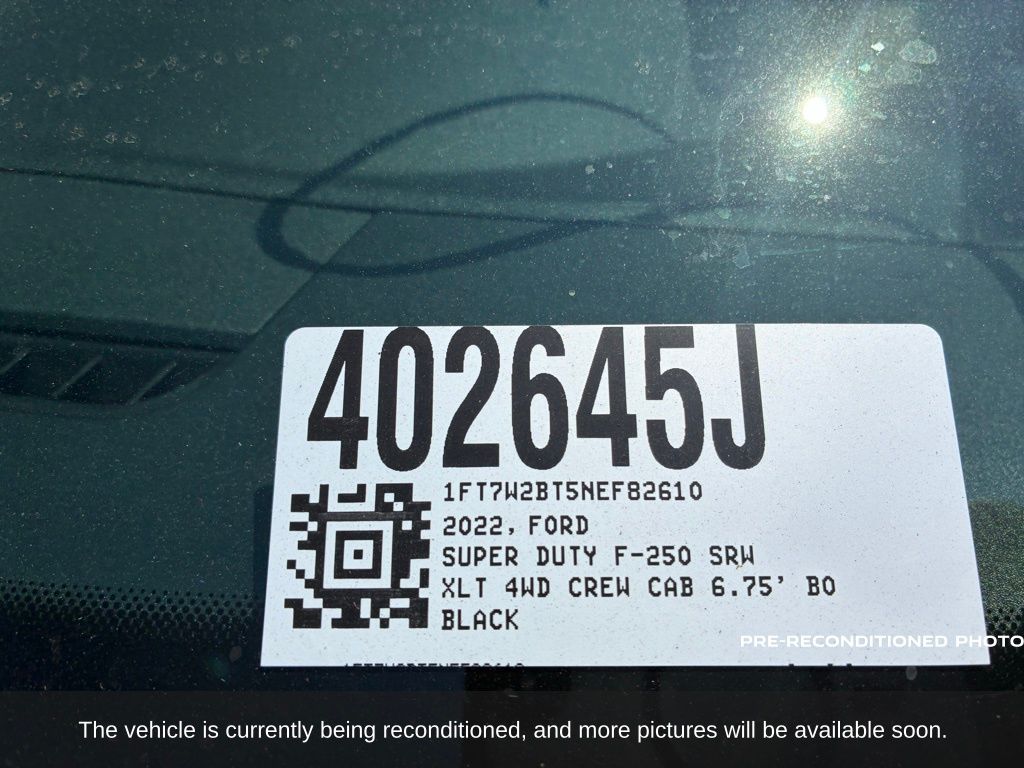 402645J
1FT7W2BT5NEF82610
2022, FORD
SUPER DUTY F-250 SRW
XLT 4WD CREW CAB 6.75' BO
BLACK
PRE-RECONDITIONED PHOTO
The vehicle is currently being reconditioned, and more pictures will be available soon.